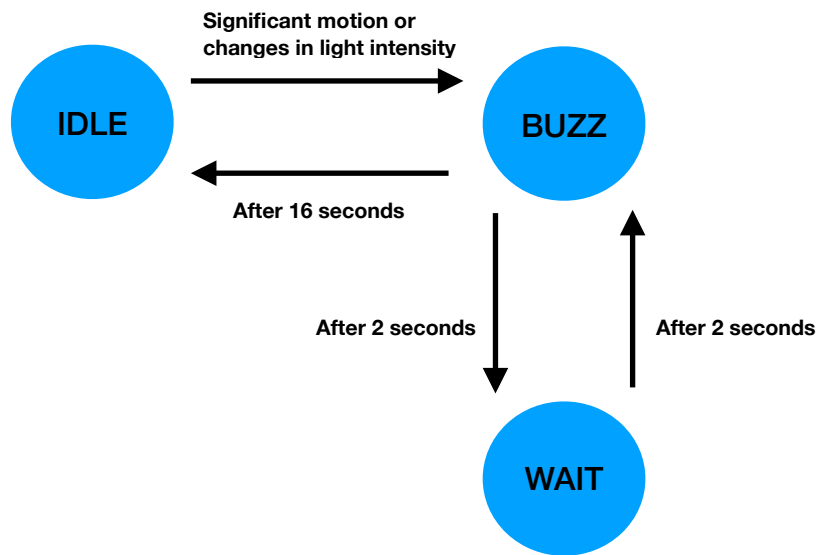 Significant motion or
changes in light intensity
IDLE
BUZZ
After 16 seconds
After 2 seconds
After 2 seconds
WAIT